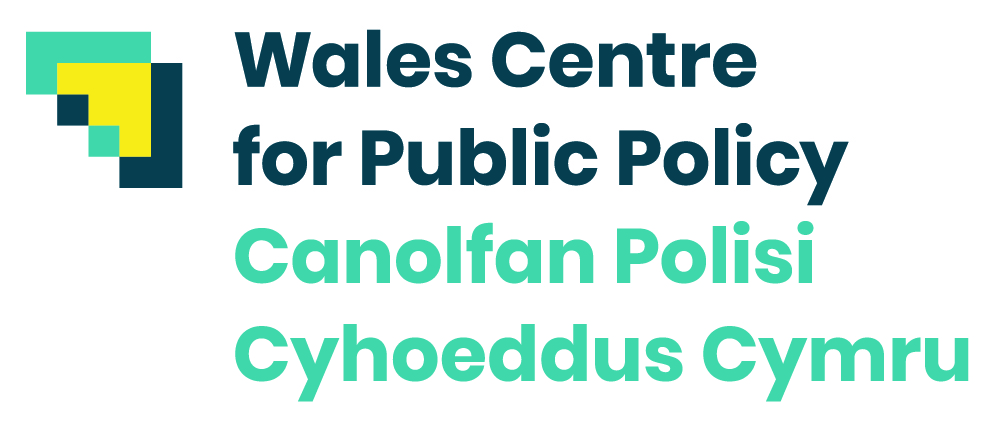 Wales Centre
for Public Policy
Canolfan Polisi
Cyhoeddus Cymru